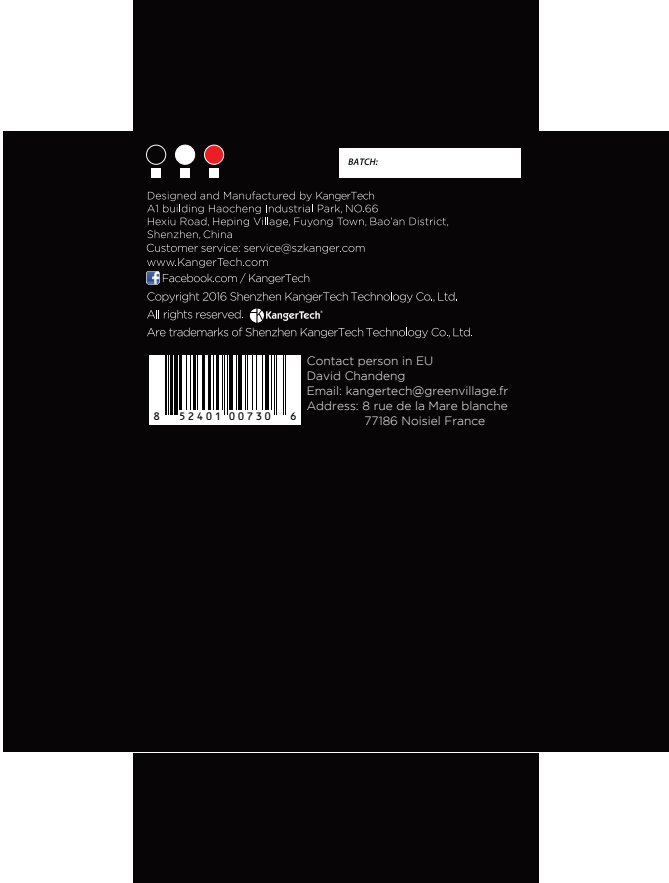 BATCH:
Designed and Manufactured by KangerTech
A1 building Haocheng Industrial Park, NO.66
Hexiu Road, Heping Village, Fuyong Town, Bao'an District,
Shenzhen, China
Customer service: service@szkanger.com
www.KangerTech.com
f Facebook.com / KangerTech
Copyright 2016 Shenzhen KangerTech Technology Co., Ltd.
All rights reserved. KangerTech®
Are trademarks of Shenzhen KangerTech Technology Co., Ltd.
8 52401 00730 6
Contact person in EU
David Chandeng
Email: kangertech@greenvillage.fr
Address: 8 rue de la Mare blanche
77186 Noisiel France